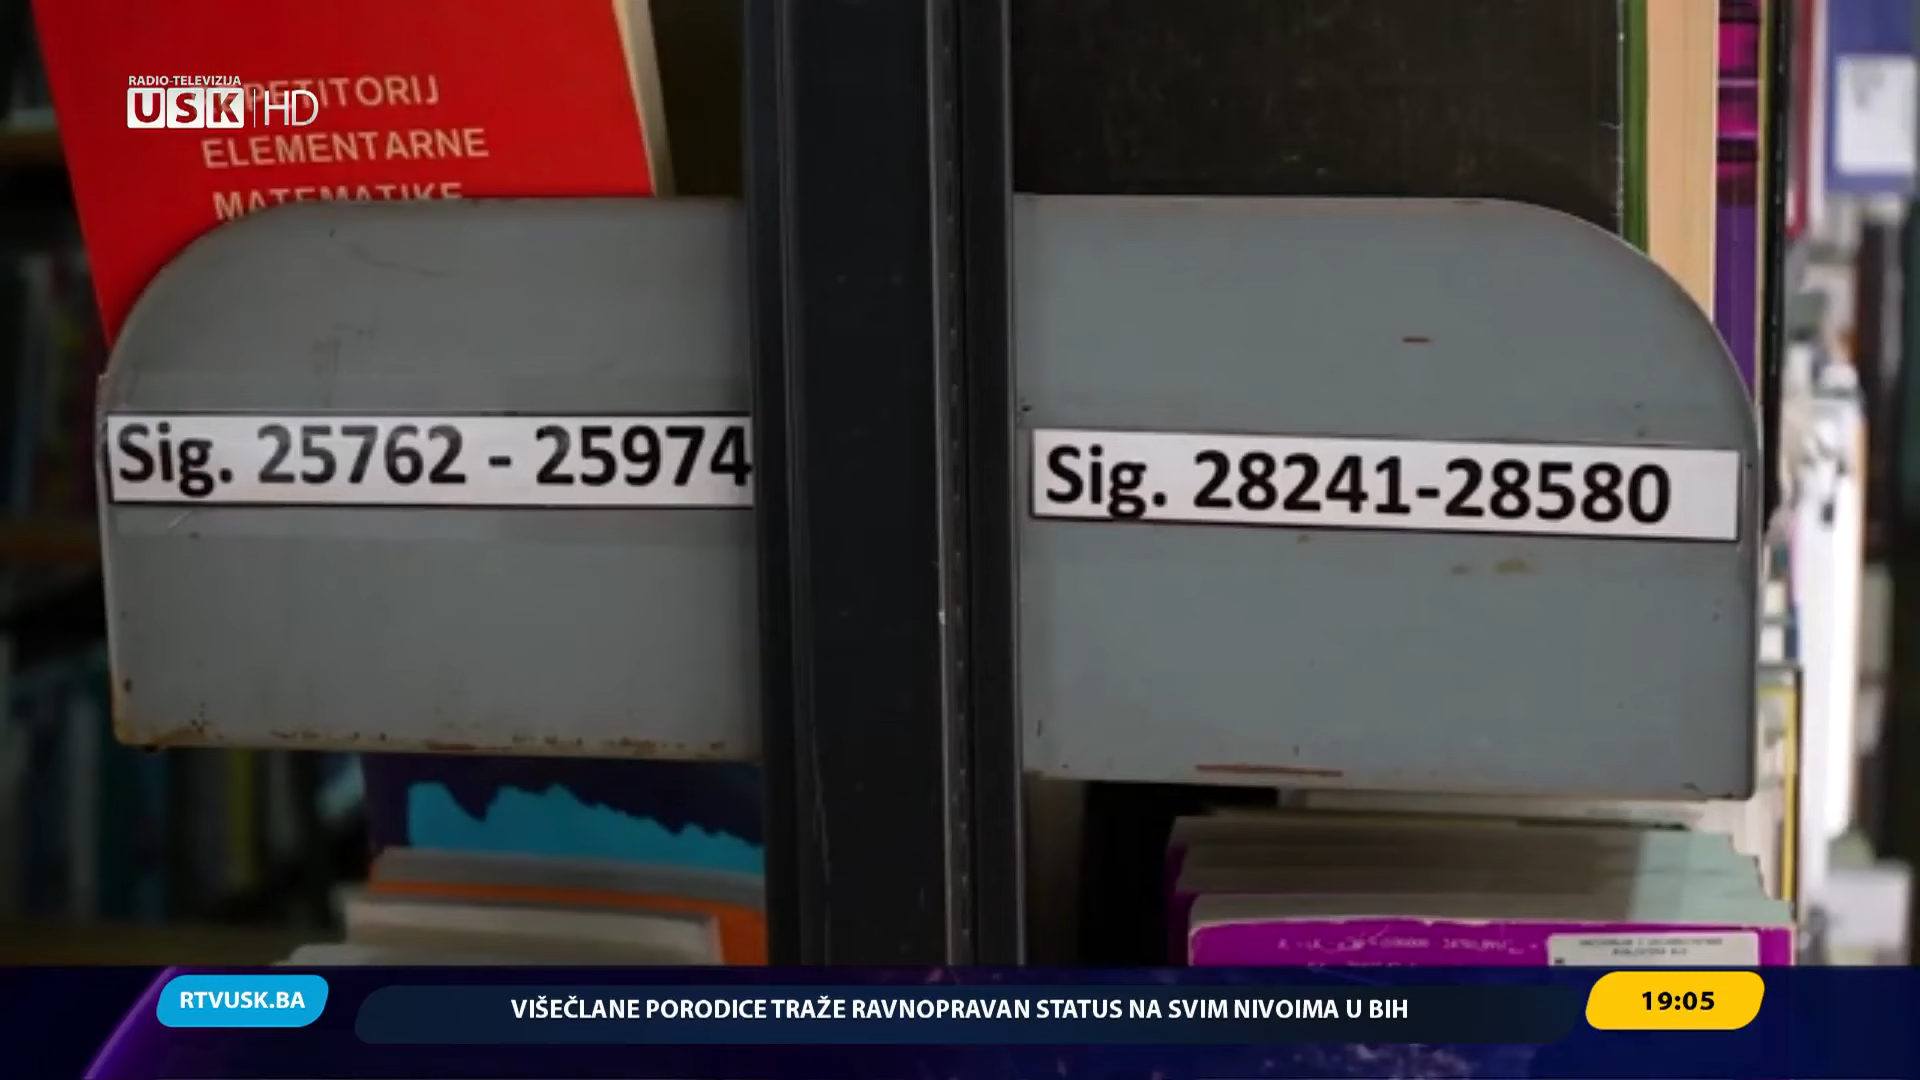 RADIO-TELEVIZIJA
USK HD
ELEMENTARNE
MATEMATIKE
Sig. 25762 - 25974
Sig. 28241-28580
RTVUSK.BA
VIŠEČLANE PORODICE TRAŽE RAVNOPRAVAN STATUS NA SVIM NIVOIMA U BIH
19:05